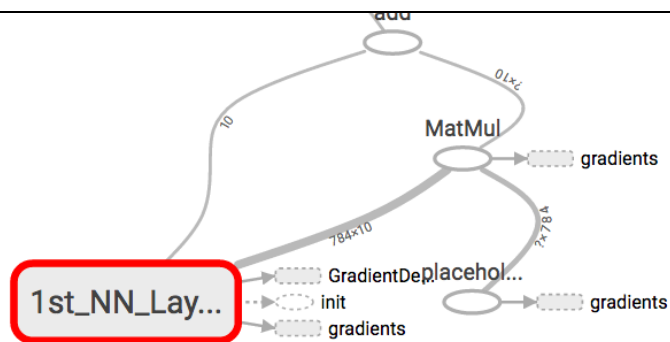 add
?×10
10
MatMul
gradients
784×10
?×784
GradientDe..
placehol...
1st_NN_Lay...
init
gradients
gradients